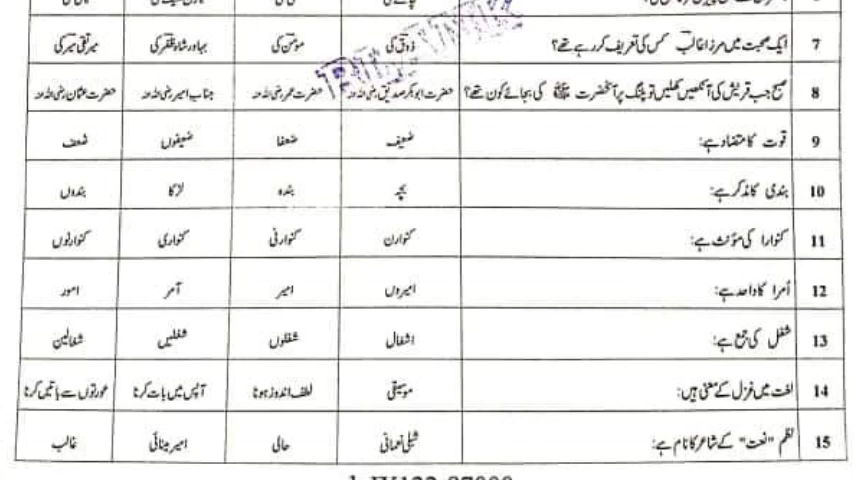 7 ایک صحبت میں مرزا غالب کس کی تعریف کر رہے تھے؟ ذوق کی مومن کی بہادر شاہ ظفر کی میر تقی میر کی
8 صبح جب قریش کی آنکھیں کھلیں تو پلنگ پر آنحضرت ﷺ کی بجائے کون تھے؟ حضرت ابوبکر صدیق رضی اللہ عنہ حضرت عمر رضی اللہ عنہ جناب امیر رضی اللہ عنہ حضرت عثمان رضی اللہ عنہ
9 قوت کا متضاد ہے: ضعیف ضعفا ضعیفوں ضعف
10 بندی کا مذکر ہے: بچہ بندہ لڑکا بندوں
11 کنوارا کی مؤنث ہے: کنوارن کنوارنی کنواری کنوارنوں
12 اُمرا کا واحد ہے: امیروں امیر آمر امور
13 شغل کی جمع ہے: اشغال شغلوں شغلیں شغالین
14 لغت میں غزل کے معنی ہیں: موسیقی لطف اندوز ہونا آپس میں بات کرنا عورتوں سے باتیں کرنا
15 نظم "نعت" کے شاعر کا نام ہے: شبلی نعمانی حالی امیر مینائی غالب